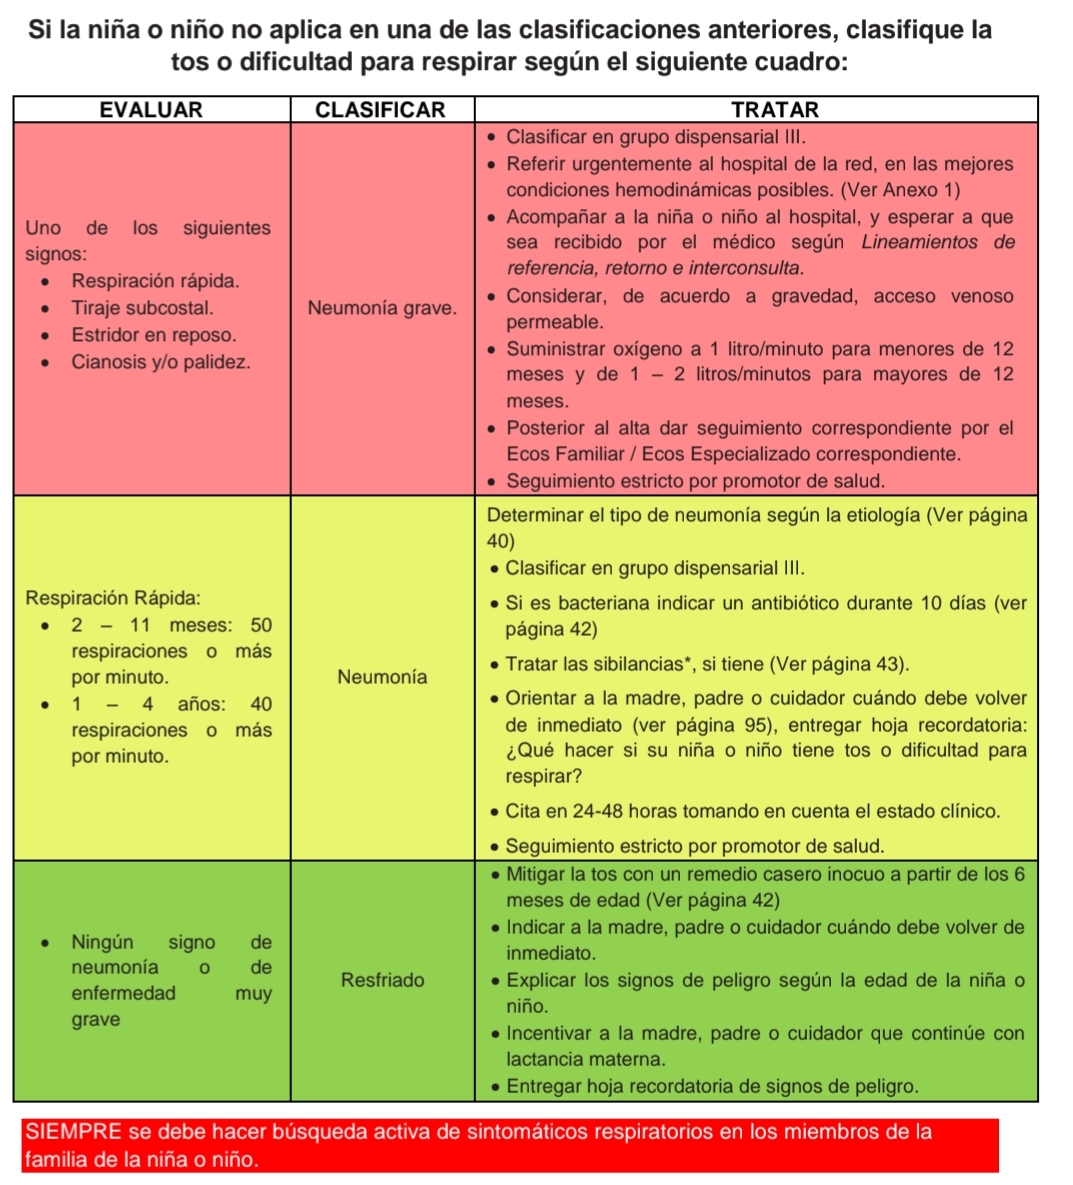 Si la niña o niño no aplica en una de las clasificaciones anteriores, clasifique la
tos o dificultad para respirar según el siguiente cuadro:
EVALUAR
CLASIFICAR
TRATAR
Uno de los siguientes
signos:
• Respiración rápida.
• Tiraje subcostal.
• Estridor en reposo.
• Cianosis y/o palidez.
Neumonía grave.
• Clasificar en grupo dispensarial III.
• Referir urgentemente al hospital de la red, en las mejores
condiciones hemodinámicas posibles. (Ver Anexo 1)
• Acompañar a la niña o niño al hospital, y esperar a que
sea recibido por el médico según Lineamientos de
referencia, retorno e interconsulta.
• Considerar, de acuerdo a gravedad, acceso venoso
permeable.
• Suministrar oxígeno a 1 litro/minuto para menores de 12
meses y de 1 – 2 litros/minutos para mayores de 12
meses.
• Posterior al alta dar seguimiento correspondiente por el
Ecos Familiar / Ecos Especializado correspondiente.
• Seguimiento estricto por promotor de salud.
Respiración Rápida:
• 2 – 11 meses: 50
respiraciones o más
por minuto.
• 1 – 4 años: 40
respiraciones o más
por minuto.
Neumonía
Determinar el tipo de neumonía según la etiología (Ver página
40)
• Clasificar en grupo dispensarial III.
• Si es bacteriana indicar un antibiótico durante 10 días (ver
página 42)
• Tratar las sibilancias*, si tiene (Ver página 43).
• Orientar a la madre, padre o cuidador cuándo debe volver
de inmediato (ver página 95), entregar hoja recordatoria:
¿Qué hacer si su niña o niño tiene tos o dificultad para
respirar?
• Cita en 24-48 horas tomando en cuenta el estado clínico.
• Seguimiento estricto por promotor de salud.
• Ningún signo de
neumonía o de
enfermedad muy
grave
Resfriado
• Mitigar la tos con un remedio casero inocuo a partir de los 6
meses de edad (Ver página 42)
• Indicar a la madre, padre o cuidador cuándo debe volver de
inmediato.
• Explicar los signos de peligro según la edad de la niña o
niño.
• Incentivar a la madre, padre o cuidador que continúe con
lactancia materna.
• Entregar hoja recordatoria de signos de peligro.
SIEMPRE se debe hacer búsqueda activa de sintomáticos respiratorios en los miembros de la
familia de la niña o niño.